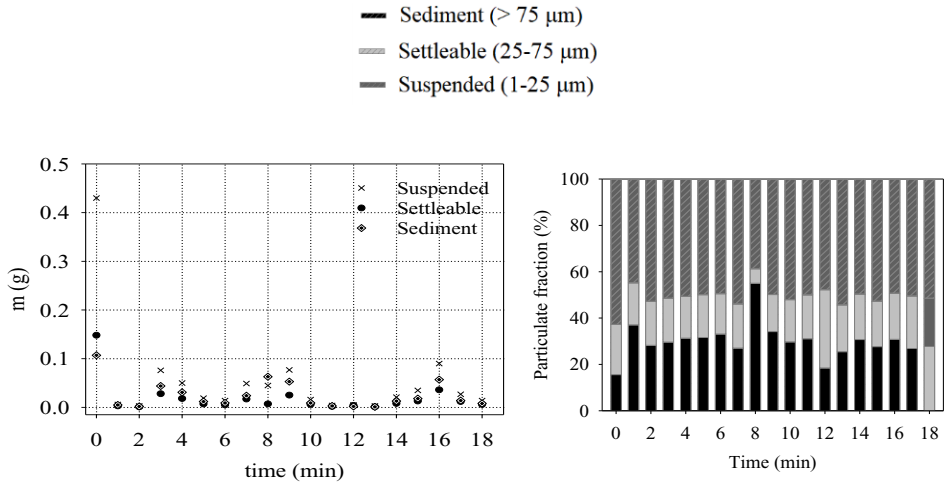 Sediment (> 75 μm)
Settleable (25-75 μm)
Suspended (1-25 μm)
0.5
0.4
0.3
0.2
0.1
0.0
m (g)
Suspended
Settleable
Sediment
0 2 4 6 8 10 12 14 16 18
time (min)
100
80
60
40
20
0
Particulate fraction (%)
0 2 4 6 8 10 12 14 16 18
Time (min)